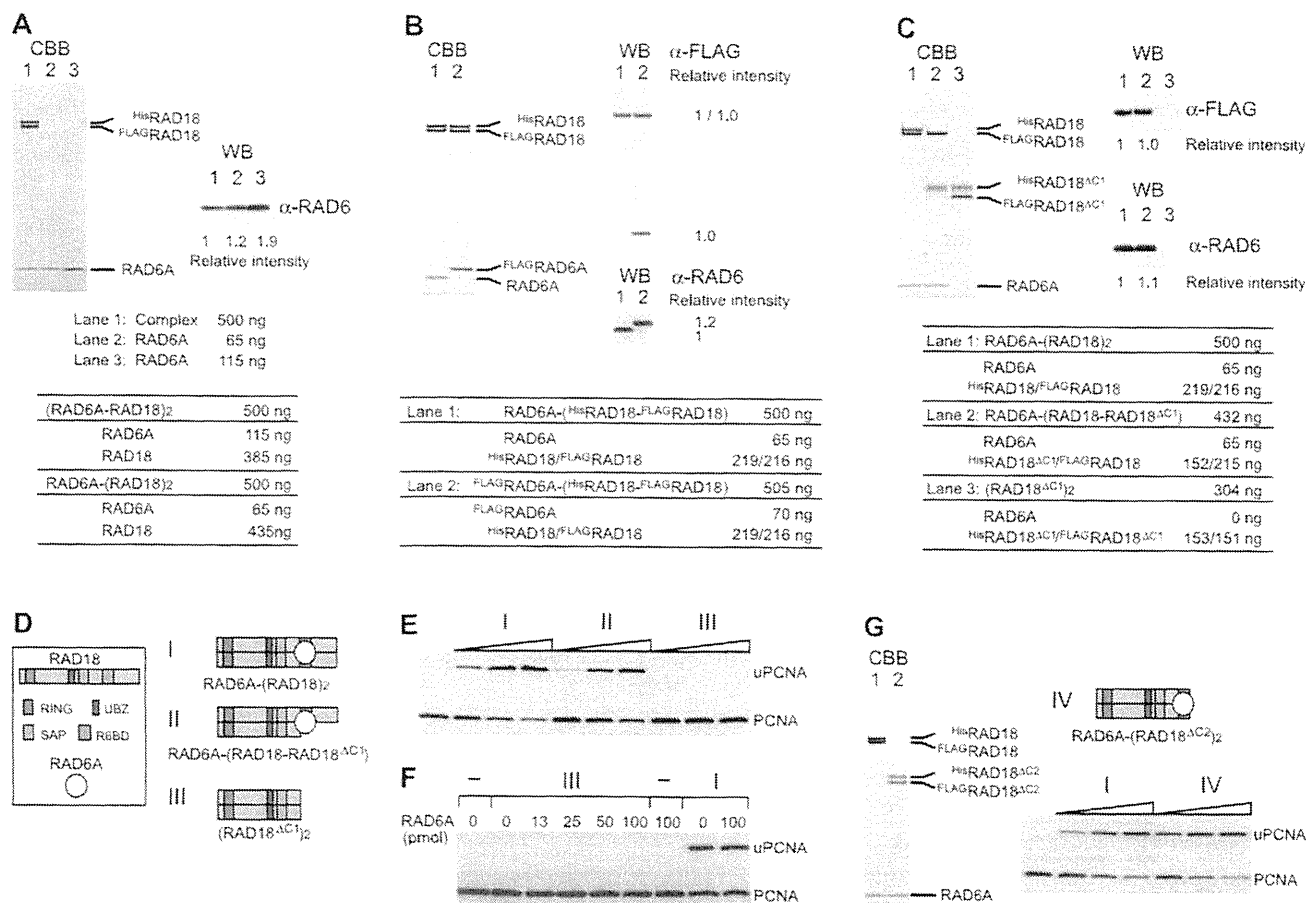 A
CBB
1 2 3
HisRAD18
FLAGRAD18
WB
1 2 3
α-RAD6
1 1.2 1.9
Relative intensity
RAD6A
Lane 1: Complex 500 ng
Lane 2: RAD6A 65 ng
Lane 3: RAD6A 115 ng
(RAD6A-RAD18)2 500 ng
RAD6A 115 ng
RAD18 385 ng
RAD6A-(RAD18)2 500 ng
RAD6A 65 ng
RAD18 435ng
B
CBB
1 2
HisRAD18
FLAGRAD18
FLAGRAD6A
RAD6A
WB α-FLAG
1 2 Relative intensity
1 / 1.0
1.0
WB α-RAD6
1 2 Relative intensity
1.2
1
Lane 1: RAD6A-(HisRAD18-FLAGRAD18) 500 ng
RAD6A 65 ng
HisRAD18/FLAGRAD18 219/216 ng
Lane 2: FLAGRAD6A-(HisRAD18-FLAGRAD18) 505 ng
FLAGRAD6A 70 ng
HisRAD18/FLAGRAD18 219/216 ng
C
CBB
1 2 3
HisRAD18
FLAGRAD18
HisRAD18ΔC1
FLAGRAD18ΔC1
RAD6A
WB
1 2 3
α-FLAG
1 1.0 Relative intensity
WB
1 2 3
α-RAD6
1 1.1 Relative intensity
Lane 1: RAD6A-(RAD18)2 500 ng
RAD6A 65 ng
HisRAD18/FLAGRAD18 219/216 ng
Lane 2: RAD6A-(RAD18-RAD18ΔC1) 432 ng
RAD6A 65 ng
HisRAD18ΔC1/FLAGRAD18 152/215 ng
Lane 3: (RAD18ΔC1)2 304 ng
RAD6A 0 ng
HisRAD18ΔC1/FLAGRAD18ΔC1 153/151 ng
D
RAD18
RING UBZ
SAP R6BD
RAD6A
I
RAD6A-(RAD18)2
II
RAD6A-(RAD18-RAD18ΔC1)
III
(RAD18ΔC1)2
E
I II III
uPCNA
PCNA
F
– III – I
RAD6A (pmol) 0 0 13 25 50 100 100 0 100
uPCNA
PCNA
G
CBB
1 2
HisRAD18
FLAGRAD18
HisRAD18ΔC2
FLAGRAD18ΔC2
RAD6A
IV
RAD6A-(RAD18ΔC2)2
I IV
uPCNA
PCNA